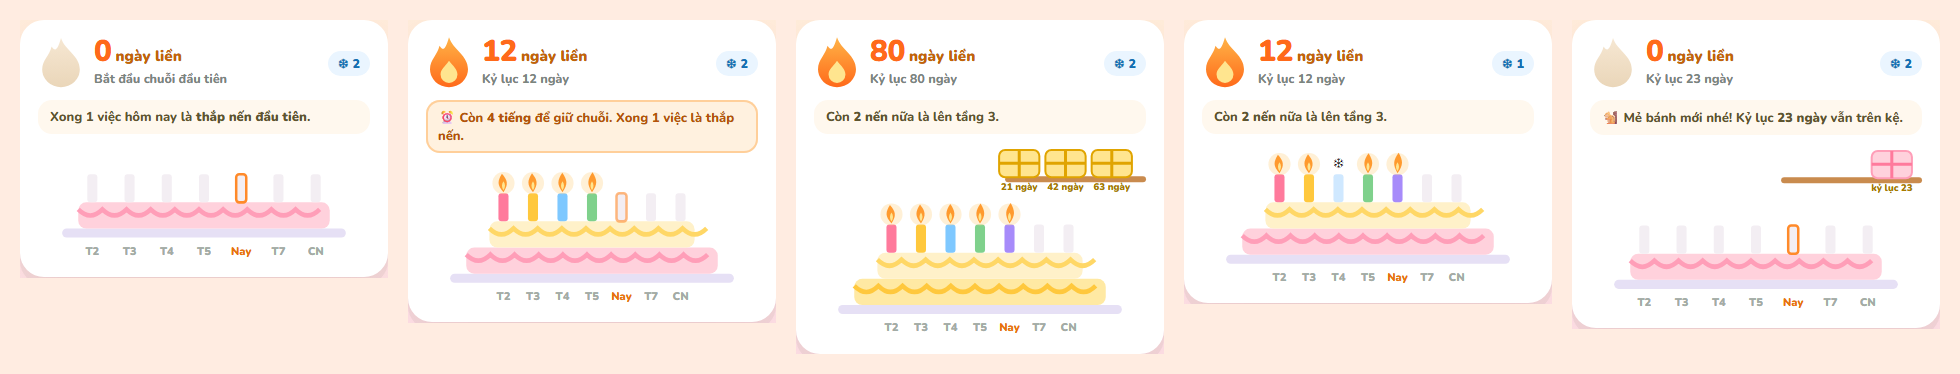 0 ngày liền
Bắt đầu chuỗi đầu tiên
❄ 2
Xong 1 việc hôm nay là thắp nến đầu tiên.
T2 T3 T4 T5 Nay T7 CN
12 ngày liền
Kỷ lục 12 ngày
❄ 2
⏰ Còn 4 tiếng để giữ chuỗi. Xong 1 việc là thắp
nến.
T2 T3 T4 T5 Nay T7 CN
80 ngày liền
Kỷ lục 80 ngày
❄ 2
Còn 2 nến nữa là lên tầng 3.
21 ngày 42 ngày 63 ngày
T2 T3 T4 T5 Nay T7 CN
12 ngày liền
Kỷ lục 12 ngày
❄ 1
Còn 2 nến nữa là lên tầng 3.
❄
T2 T3 T4 T5 Nay T7 CN
0 ngày liền
Kỷ lục 23 ngày
❄ 2
🐿️ Mẻ bánh mới nhé! Kỷ lục 23 ngày vẫn trên kệ.
kỷ lục 23
T2 T3 T4 T5 Nay T7 CN